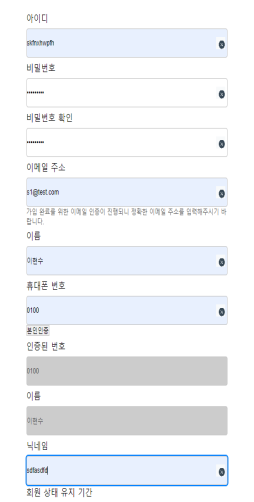 아이디
skfnxhwpfh
비밀번호
•••••••••
비밀번호 확인
•••••••••
이메일 주소
s1@test.com
가입 완료를 위한 이메일 인증이 진행되니 정확한 이메일 주소를 입력해주시기 바
랍니다.
이름
이현수
휴대폰 번호
0100
본인인증
인증된 번호
0100
이름
이현수
닉네임
sdfasdfd
회원 상태 유지 기간